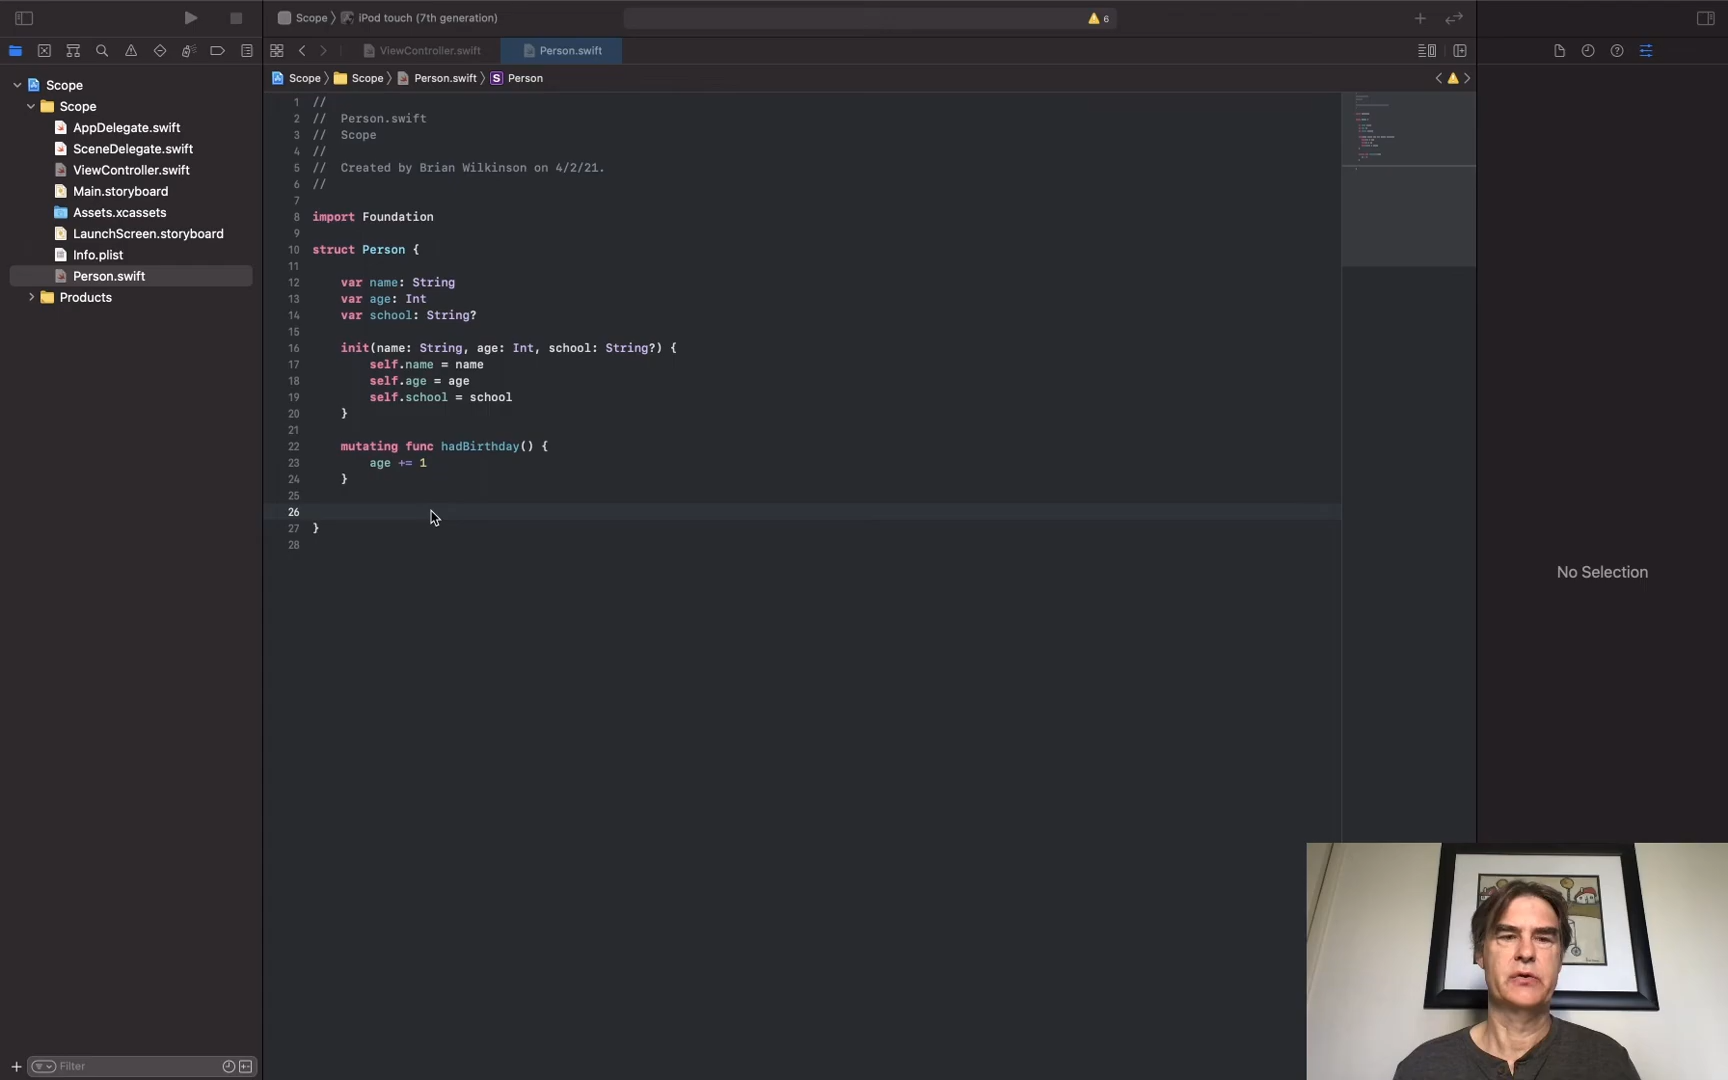 Scope 〉 iPod touch (7th generation)
6
ViewController.swift
Person.swift
Scope 〉 Scope 〉 Person.swift 〉 S Person
Scope
Scope
AppDelegate.swift
SceneDelegate.swift
ViewController.swift
Main.storyboard
Assets.xcassets
LaunchScreen.storyboard
Info.plist
Person.swift
Products
1 //
2 //  Person.swift
3 //  Scope
4 //
5 //  Created by Brian Wilkinson on 4/2/21.
6 //
7
8 import Foundation
9
10 struct Person {
11
12     var name: String
13     var age: Int
14     var school: String?
15
16     init(name: String, age: Int, school: String?) {
17         self.name = name
18         self.age = age
19         self.school = school
20     }
21
22     mutating func hadBirthday() {
23         age += 1
24     }
25
26
27 }
28
No Selection
Filter